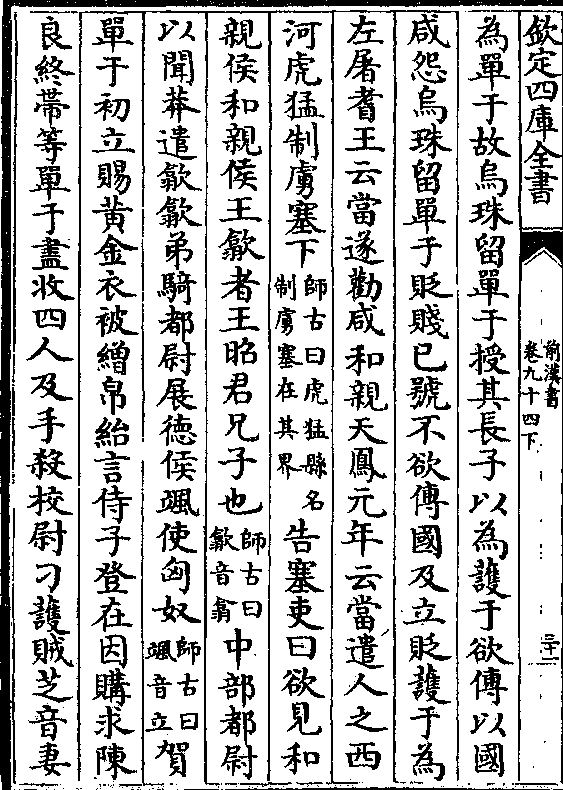 欽定四庫全書
前漢書
卷九十四下
三十一
為單于故烏珠留單于授其長子以為護于欲傳以國
咸怨烏珠留單于貶賤已號不欲傳國及立貶護于為
左屠耆王云當遂勸咸和親天鳳元年云當遣人之西
河虎猛制虜塞下師古曰虎猛縣名制虜塞在其界告塞吏曰欲見和
親侯和親侯王歙者王昭君兄子也師古曰歙音翕中部都尉
以聞莽遣歙歙弟騎都尉展德侯颯使匈奴師古曰颯音立賀
單于初立賜黃金衣被繒帛紿言侍子登在因購求陳
良終帶等單于盡收四人及手殺校尉刁護賊芝音妻